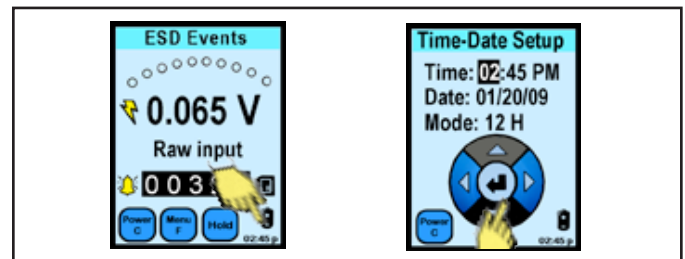 ESD Events
0.065 V
Raw input
003
Power C
Menu F
Hold
02:45 p
Time-Date Setup
Time: 02:45 PM
Date: 01/20/09
Mode: 12 H
Power C
02:45 p